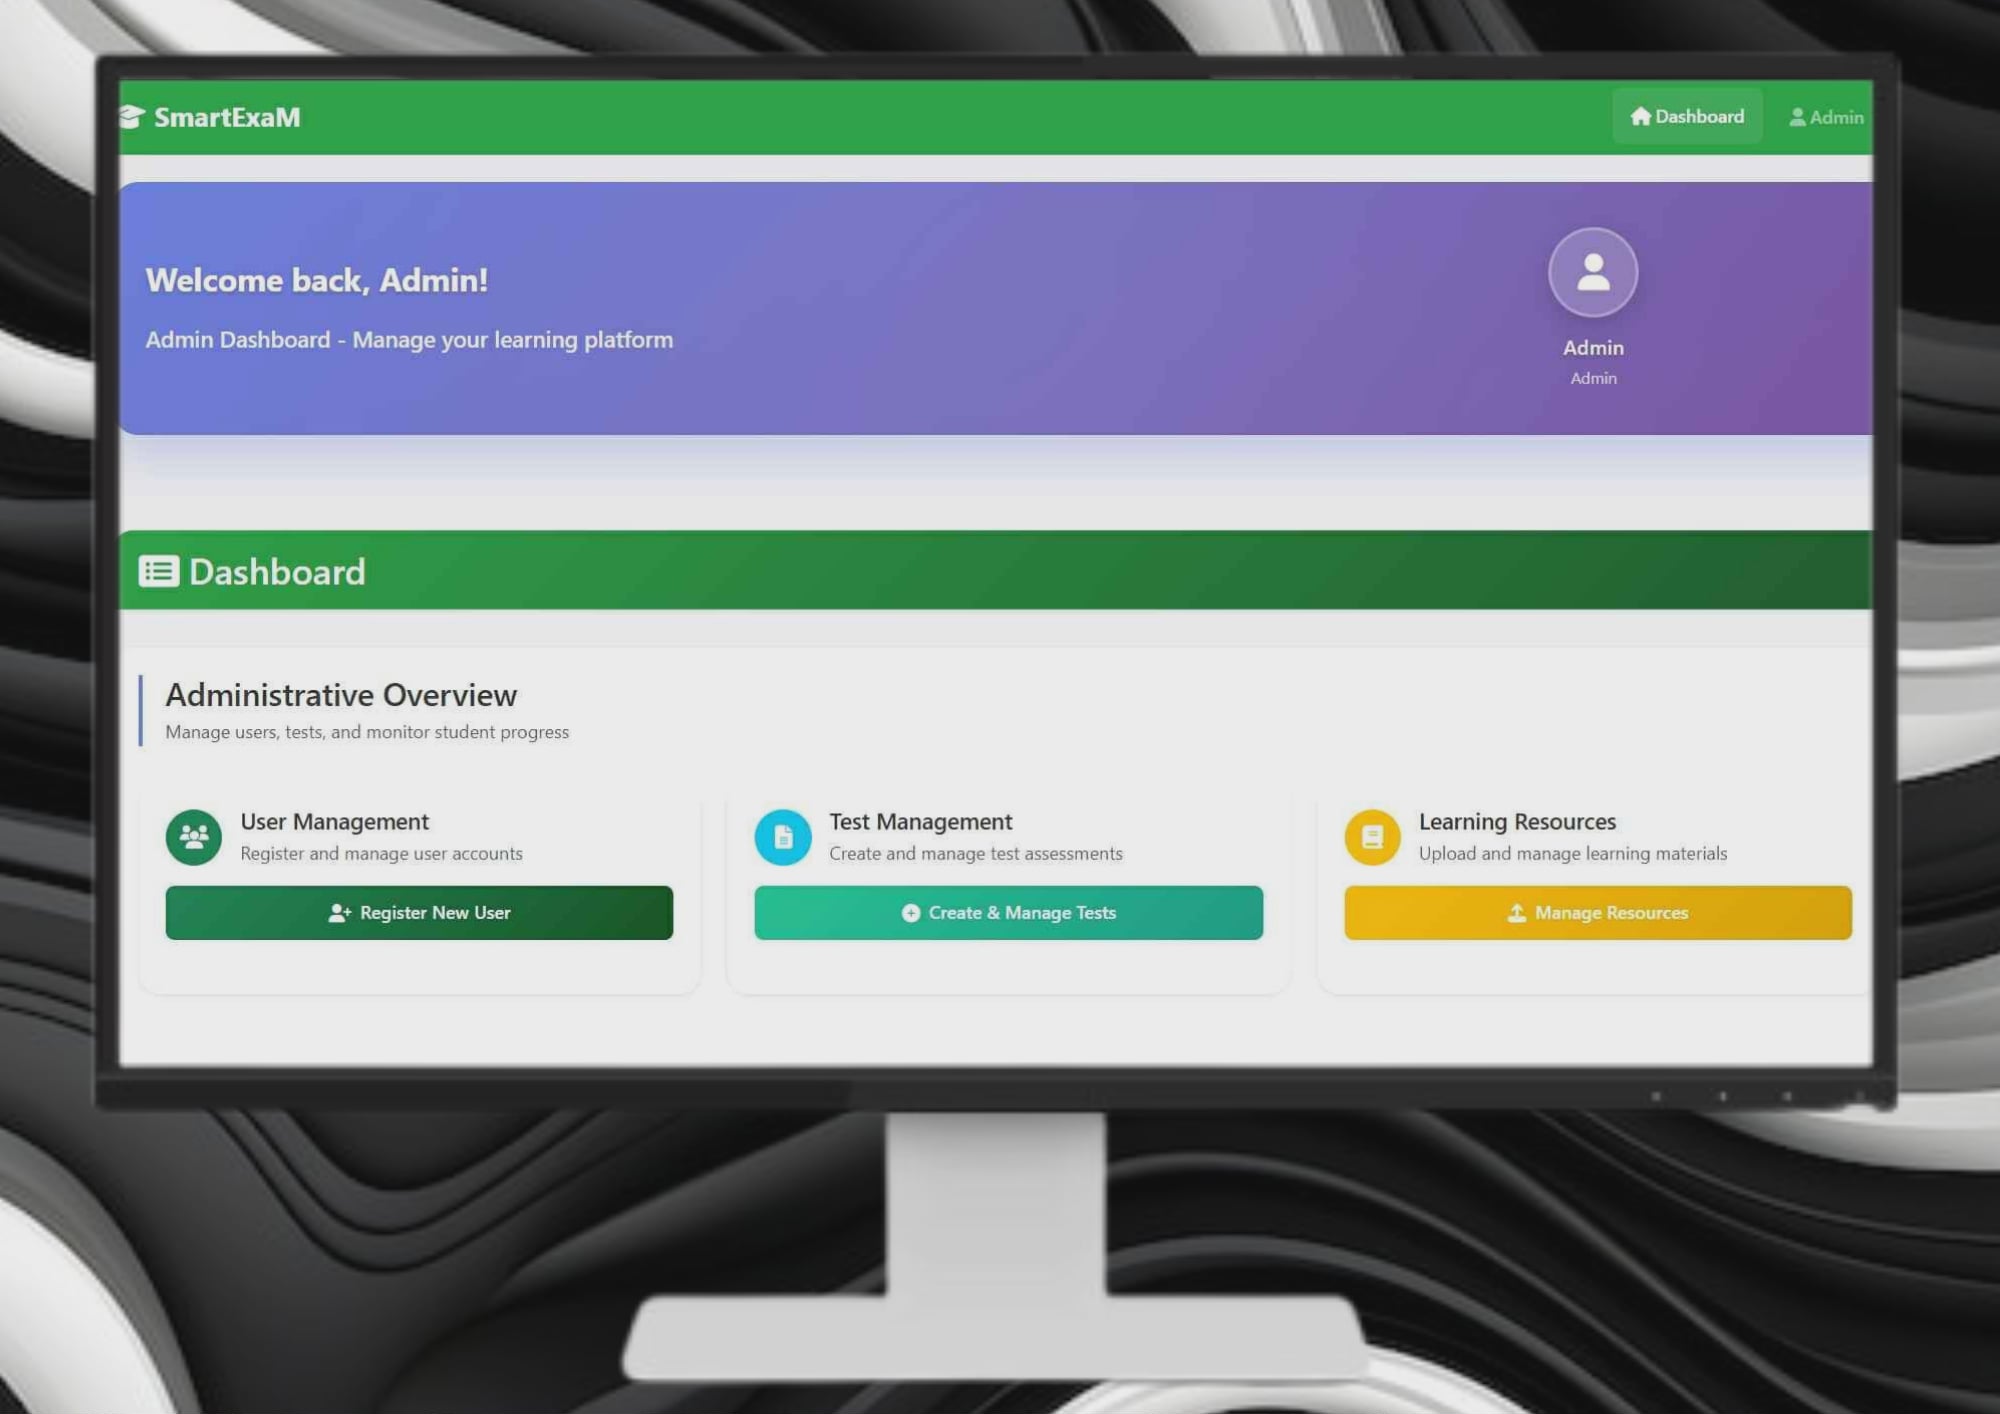 SmartExaM
Dashboard
Admin
Welcome back, Admin!
Admin Dashboard - Manage your learning platform
Admin
Admin
Dashboard
Administrative Overview
Manage users, tests, and monitor student progress
User Management
Register and manage user accounts
Register New User
Test Management
Create and manage test assessments
Create & Manage Tests
Learning Resources
Upload and manage learning materials
Manage Resources